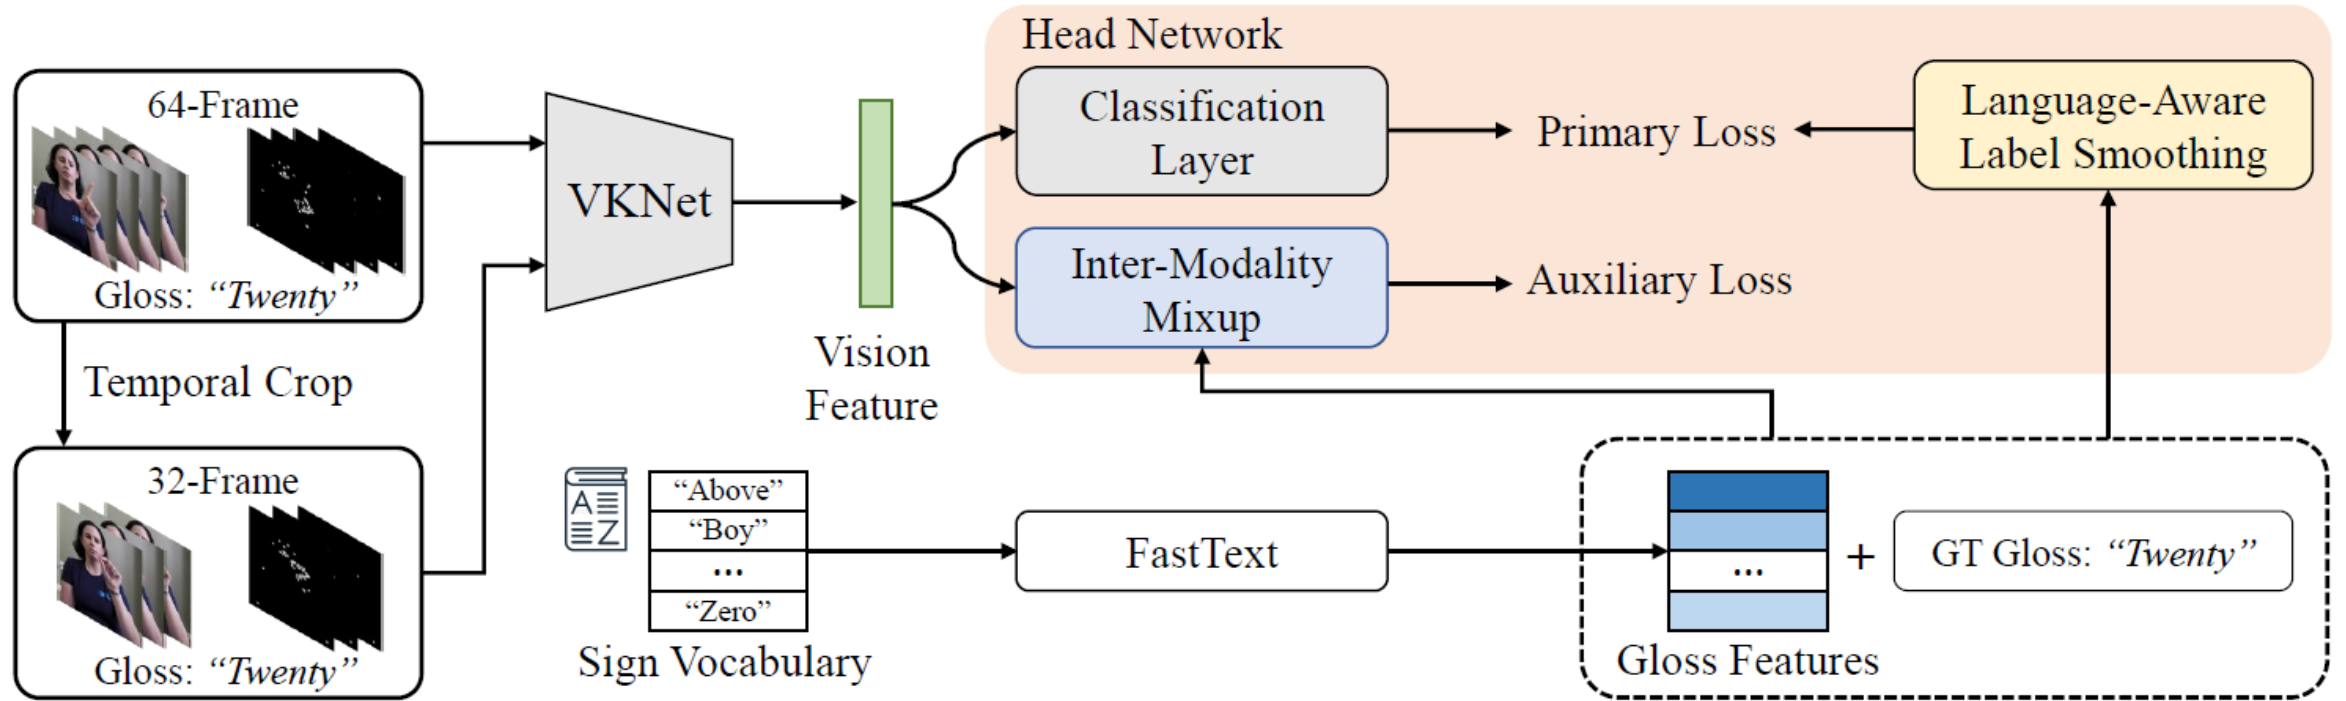 Head Network
64-Frame
Gloss: “Twenty”
Temporal Crop
32-Frame
Gloss: “Twenty”
VKNet
Vision
Feature
Classification
Layer
Primary Loss
Language-Aware
Label Smoothing
Inter-Modality
Mixup
Auxiliary Loss
A
Z
“Above”
“Boy”
...
“Zero”
Sign Vocabulary
FastText
...
Gloss Features
+
GT Gloss: “Twenty”